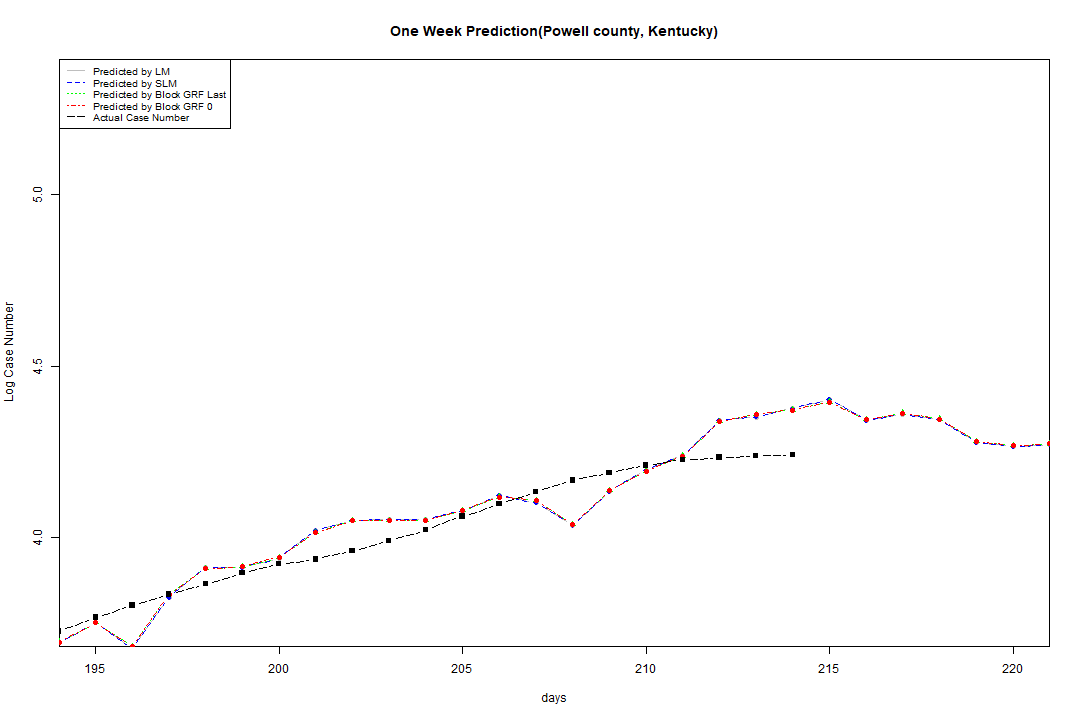 One Week Prediction(Powell county, Kentucky)
Predicted by LM
Predicted by SLM
Predicted by Block GRF Last
Predicted by Block GRF 0
Actual Case Number
5.0
4.5
4.0
Log Case Number
195 200 205 210 215 220
days